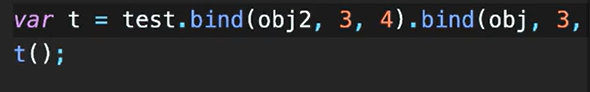 var t = test.bind(obj2, 3, 4).bind(obj, 3,
t();